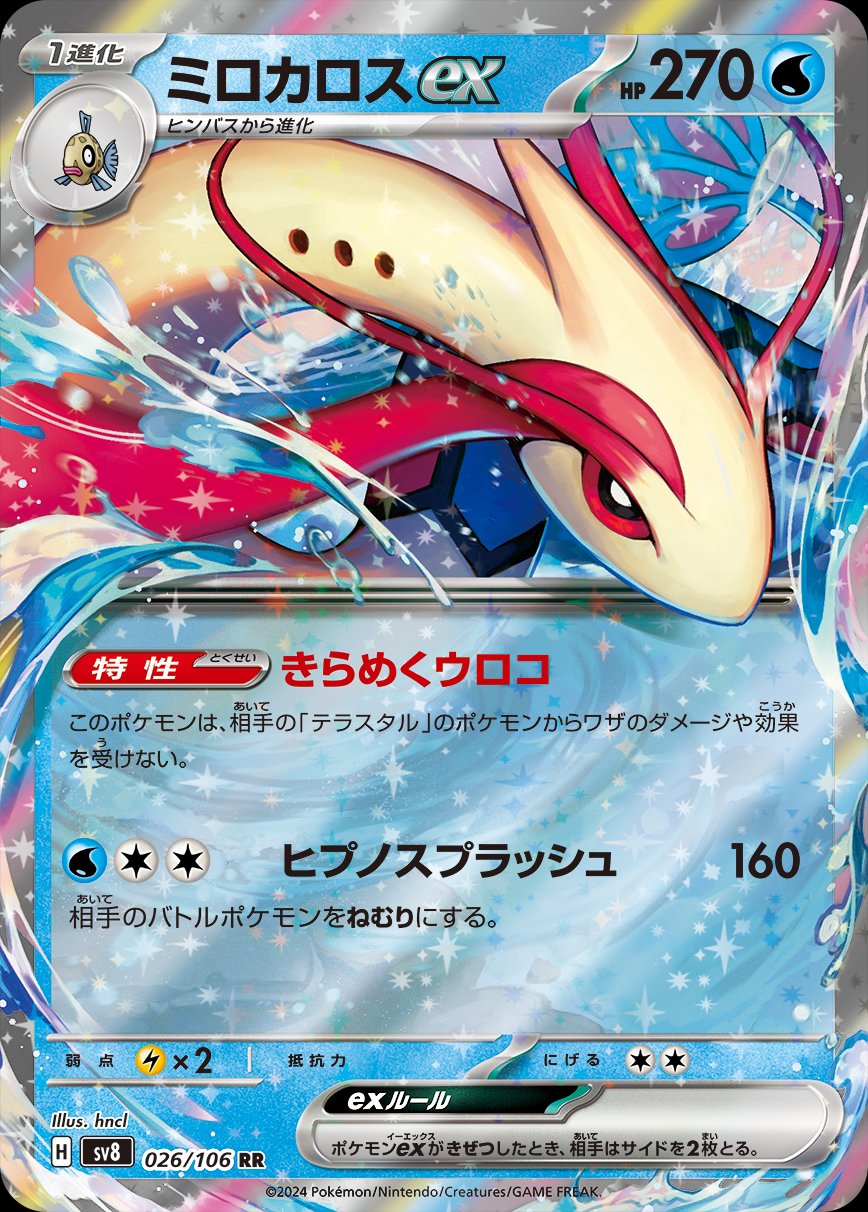 1進化
ミロカロスex
HP270
ヒンバスから進化
特性
とくせい
きらめくウロコ
このポケモンは、相手の「テラスタル」のポケモンからワザのダメージや効果
あいて
こうか
を受けない。
う
ヒプノスプラッシュ 160
相手のバトルポケモンをねむりにする。
あいて
弱点 ×2 抵抗力 にげる
exルール
ポケモンexがきぜつしたとき、相手はサイドを2枚とる。
イーエックス
あいて
まい
Illus. hncl
H sv8 026/106 RR
©2024 Pokémon/Nintendo/Creatures/GAME FREAK.